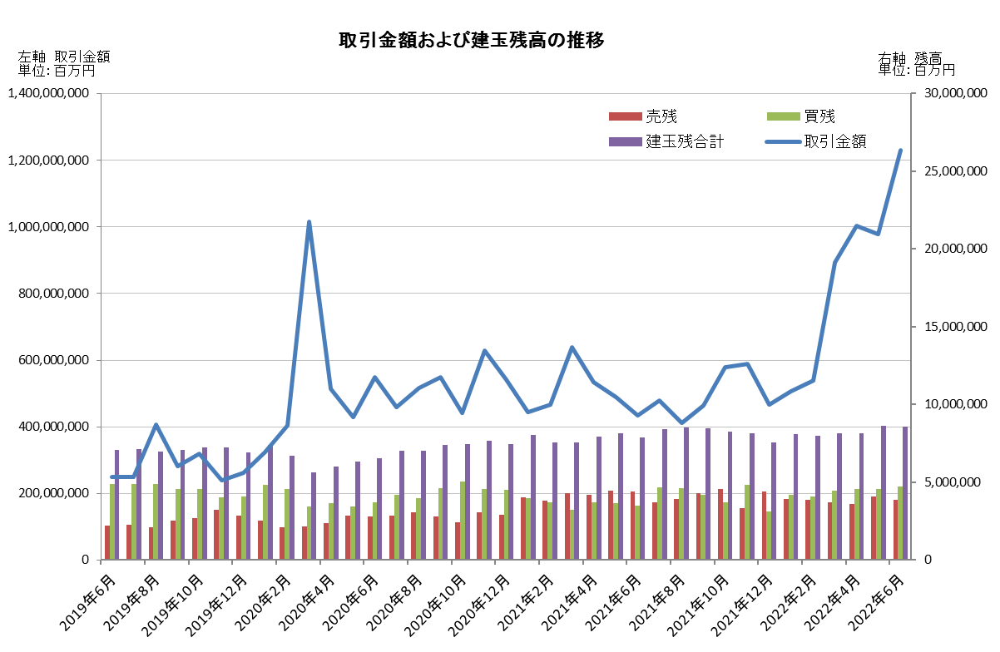 取引金額および建玉残高の推移
左軸 取引金額
単位: 百万円
右軸 残高
単位: 百万円
1,400,000,000
1,200,000,000
1,000,000,000
800,000,000
600,000,000
400,000,000
200,000,000
0
30,000,000
25,000,000
20,000,000
15,000,000
10,000,000
5,000,000
0
売残
買残
建玉残合計
取引金額
2019年6月
2019年8月
2019年10月
2019年12月
2020年2月
2020年4月
2020年6月
2020年8月
2020年10月
2020年12月
2021年2月
2021年4月
2021年6月
2021年8月
2021年10月
2021年12月
2022年2月
2022年4月
2022年6月